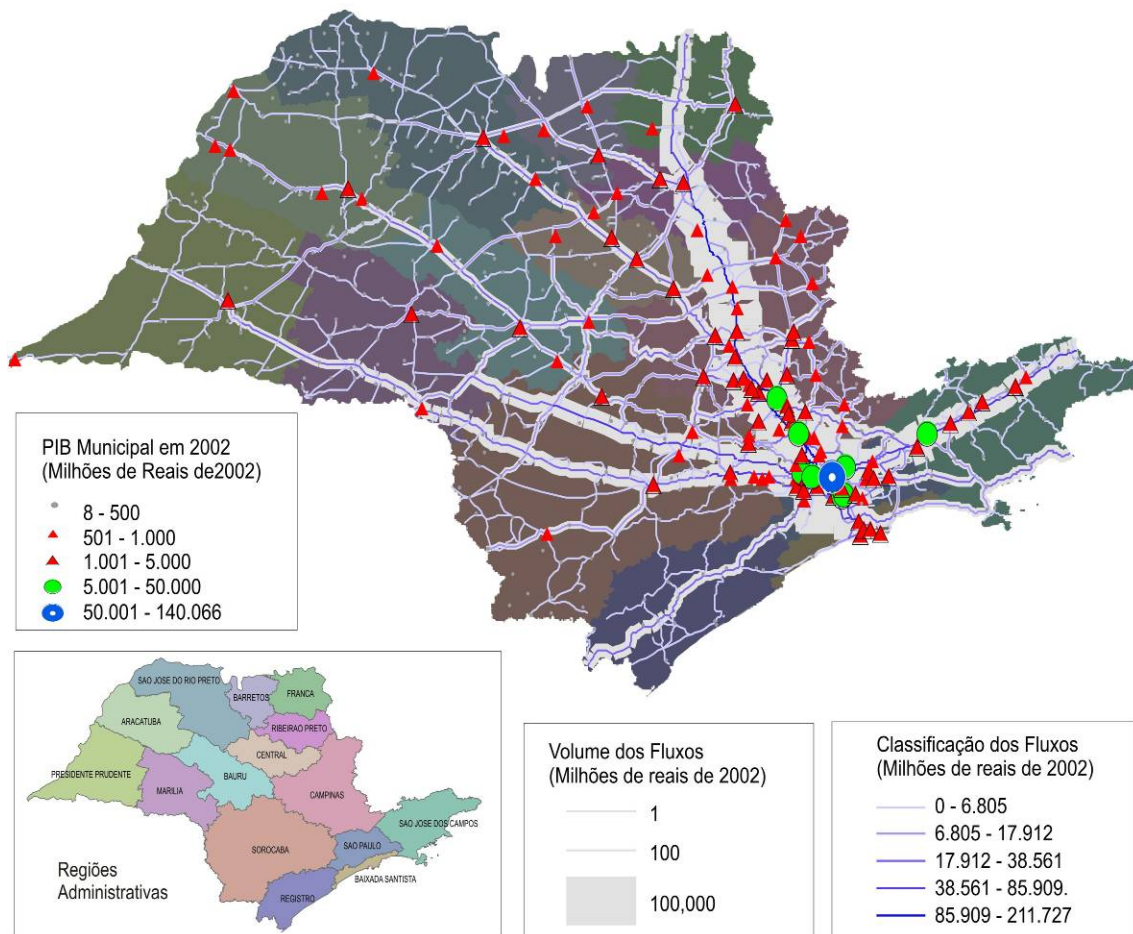 PIB Municipal em 2002
(Milhões de Reais de2002)
8 - 500
501 - 1.000
1.001 - 5.000
5.001 - 50.000
50.001 - 140.066
SAO JOSE DO RIO PRETO
BARRETOS
FRANCA
ARACATUBA
RIBEIRAO PRETO
CENTRAL
PRESIDENTE PRUDENTE
BAURU
MARILIA
CAMPINAS
SAO JOSE DOS CAMPOS
SOROCABA
SAO PAULO
BAIXADA SANTISTA
REGISTRO
Regiões
Administrativas
Volume dos Fluxos
(Milhões de reais de 2002)
1
100
100,000
Classificação dos Fluxos
(Milhões de reais de 2002)
0 - 6.805
6.805 - 17.912
17.912 - 38.561
38.561 - 85.909.
85.909 - 211.727